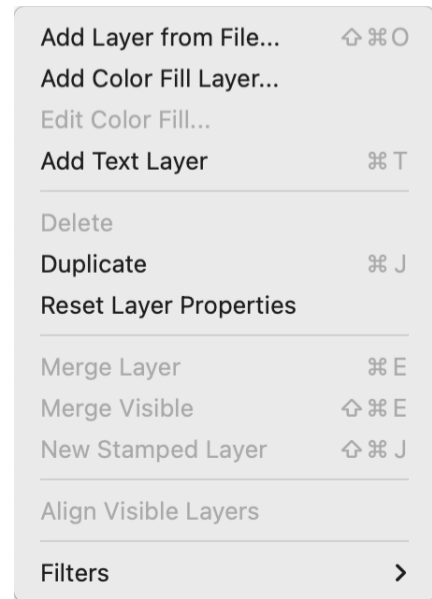 Add Layer from File... ⇧⌘O
Add Color Fill Layer...
Edit Color Fill...
Add Text Layer ⌘T
Delete
Duplicate ⌘J
Reset Layer Properties
Merge Layer ⌘E
Merge Visible ⇧⌘E
New Stamped Layer ⇧⌘J
Align Visible Layers
Filters